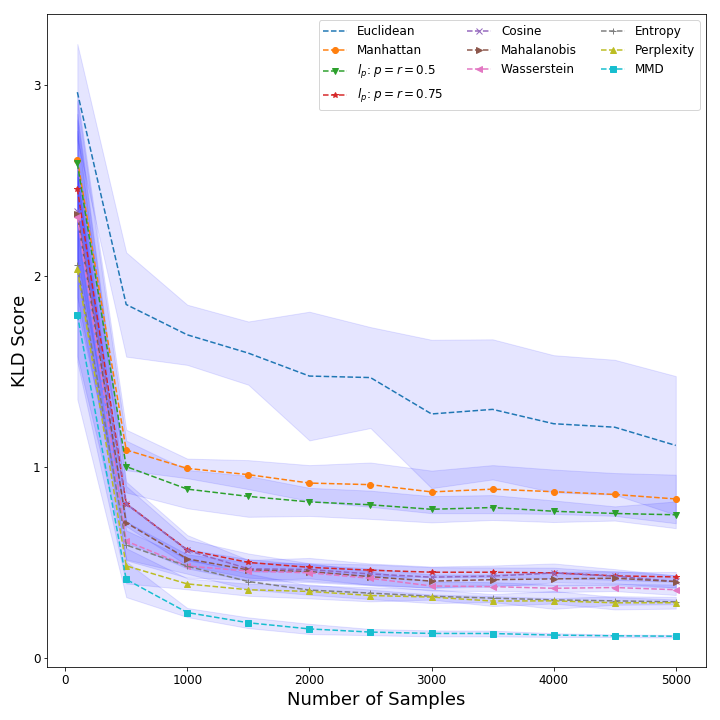 Euclidean Cosine Entropy
Manhattan Mahalanobis Perplexity
l_p: p = r = 0.5 Wasserstein MMD
l_p: p = r = 0.75
3
2
1
0
KLD Score
0 1000 2000 3000 4000 5000
Number of Samples